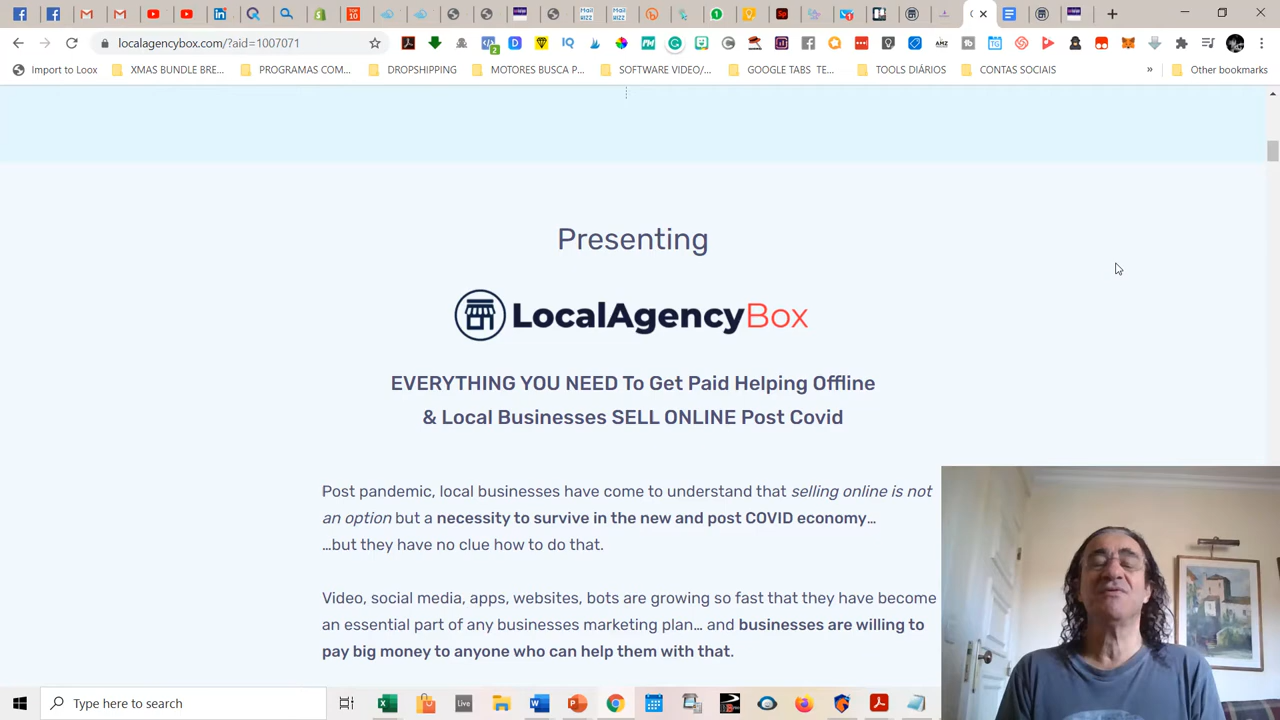 localagencybox.com/?aid=100707
Import to Loox
XMAS BUNDLE BRE...
PROGRAMAS COM...
DROPSHIPPING
MOTORES BUSCA P...
SOFTWARE VIDEO/...
GOOGLE TABS TE...
TOOLS DIÁRIOS
CONTAS SOCIAIS
»
Other bookmarks
Presenting
LocalAgencyBox
EVERYTHING YOU NEED To Get Paid Helping Offline
& Local Businesses SELL ONLINE Post Covid
Post pandemic, local businesses have come to understand that selling online is not
an option but a necessity to survive in the new and post COVID economy...
...but they have no clue how to do that.
Video, social media, apps, websites, bots are growing so fast that they have become
an essential part of any businesses marketing plan... and businesses are willing to
pay big money to anyone who can help them with that.
Type here to search
Live